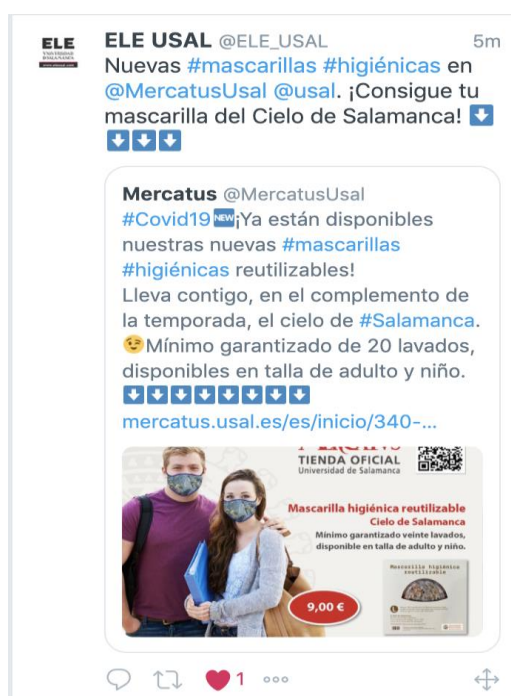 ELE USAL @ELE_USAL 5m
Nuevas #mascarillas #higiénicas en
@MercatusUsal @usal. ¡Consigue tu
mascarilla del Cielo de Salamanca! ⬇️
⬇️⬇️⬇️
ELE
Mercatus @MercatusUsal
#Covid19🆕¡Ya están disponibles
nuestras nuevas #mascarillas
#higiénicas reutilizables!
Lleva contigo, en el complemento de
la temporada, el cielo de #Salamanca.
😉Mínimo garantizado de 20 lavados,
disponibles en talla de adulto y niño.
⬇️⬇️⬇️⬇️⬇️⬇️⬇️⬇️
mercatus.usal.es/es/inicio/340-...
TIENDA OFICIAL
Universidad de Salamanca
Mascarilla higiénica reutilizable
Cielo de Salamanca
Mínimo garantizado veinte lavados,
disponible en talla de adulto y niño.
Mascarilla higiénica
reutilizable
9,00 €
1